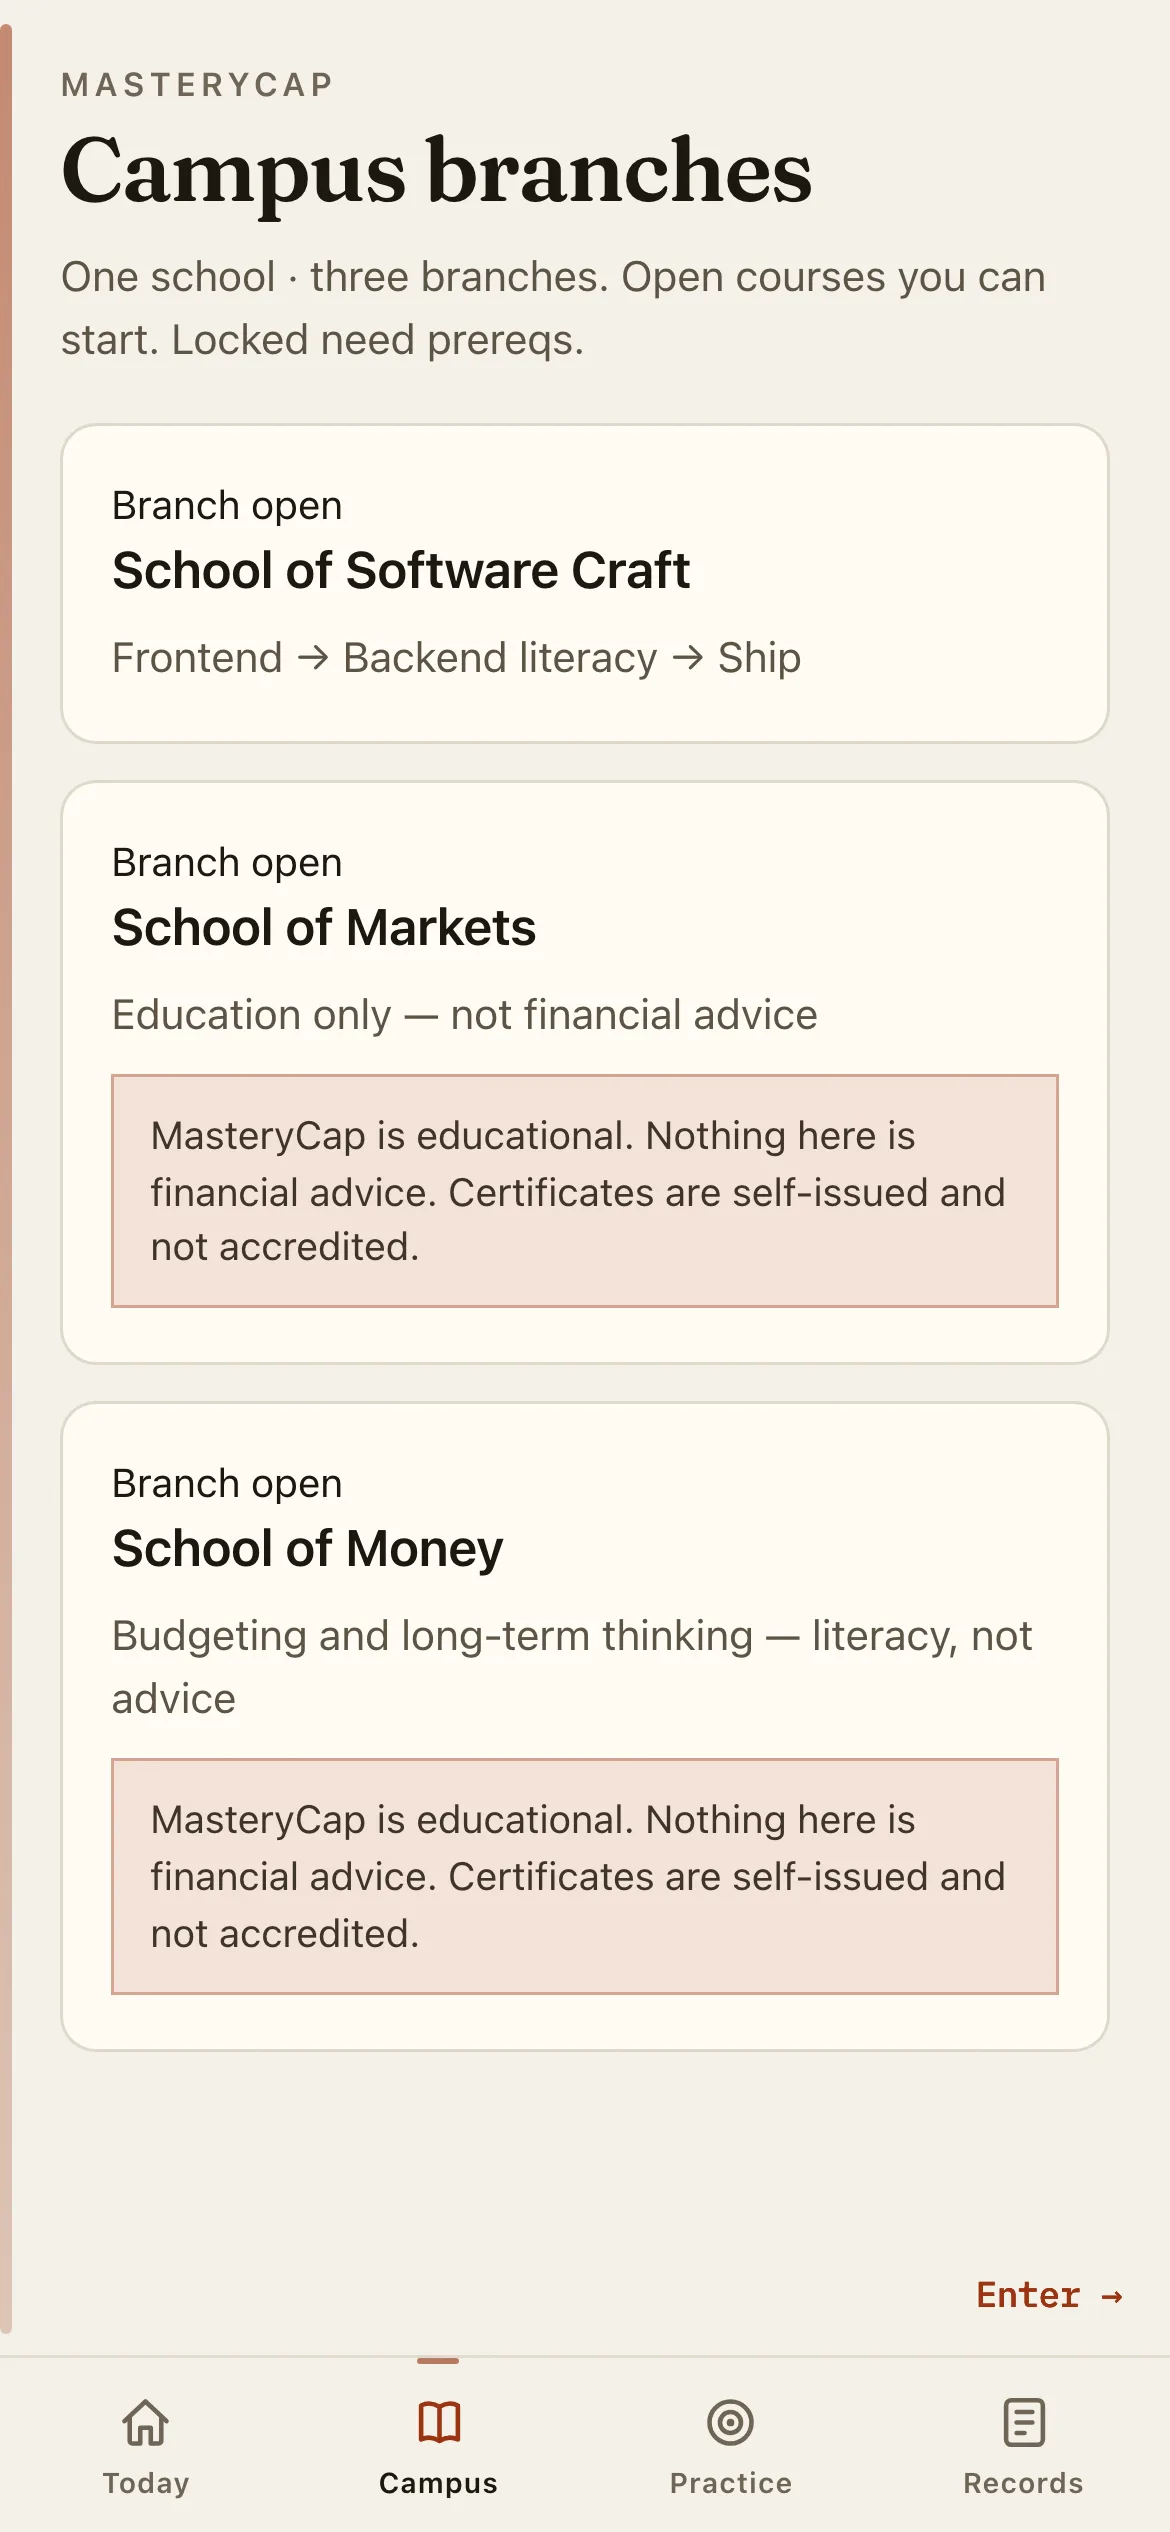 MASTERYCAP
Campus branches
One school · three branches. Open courses you can
start. Locked need prereqs.
Branch open
School of Software Craft
Frontend → Backend literacy → Ship
Branch open
School of Markets
Education only — not financial advice
MasteryCap is educational. Nothing here is
financial advice. Certificates are self-issued and
not accredited.
Branch open
School of Money
Budgeting and long-term thinking — literacy, not
advice
MasteryCap is educational. Nothing here is
financial advice. Certificates are self-issued and
not accredited.
Enter →
Today
Campus
Practice
Records